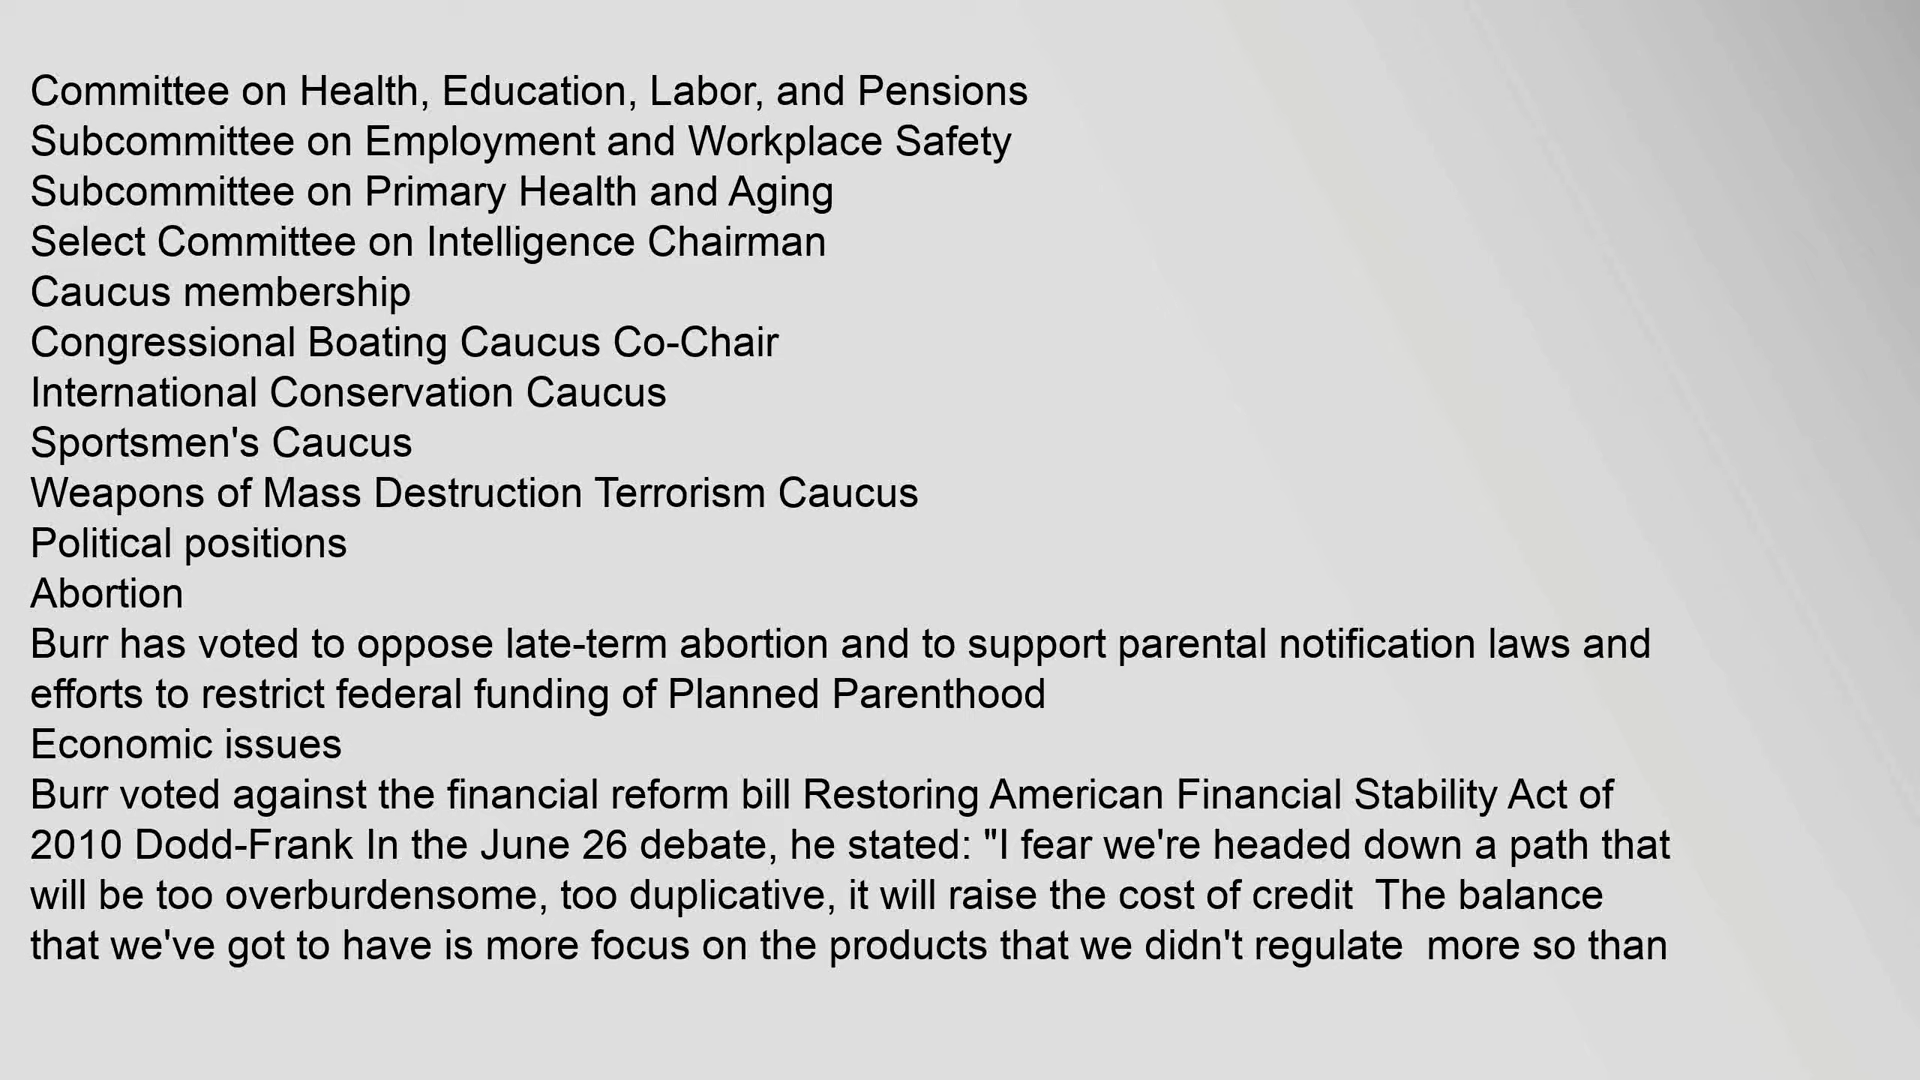 Committee on Health, Education, Labor, and Pensions
Subcommittee on Employment and Workplace Safety
Subcommittee on Primary Health and Aging
Select Committee on Intelligence Chairman
Caucus membership
Congressional Boating Caucus Co-Chair
International Conservation Caucus
Sportsmen's Caucus
Weapons of Mass Destruction Terrorism Caucus
Political positions
Abortion
Burr has voted to oppose late-term abortion and to support parental notification laws and
efforts to restrict federal funding of Planned Parenthood
Economic issues
Burr voted against the financial reform bill Restoring American Financial Stability Act of
2010 Dodd-Frank In the June 26 debate, he stated: "I fear we're headed down a path that
will be too overburdensome, too duplicative, it will raise the cost of credit  The balance
that we've got to have is more focus on the products that we didn't regulate  more so than